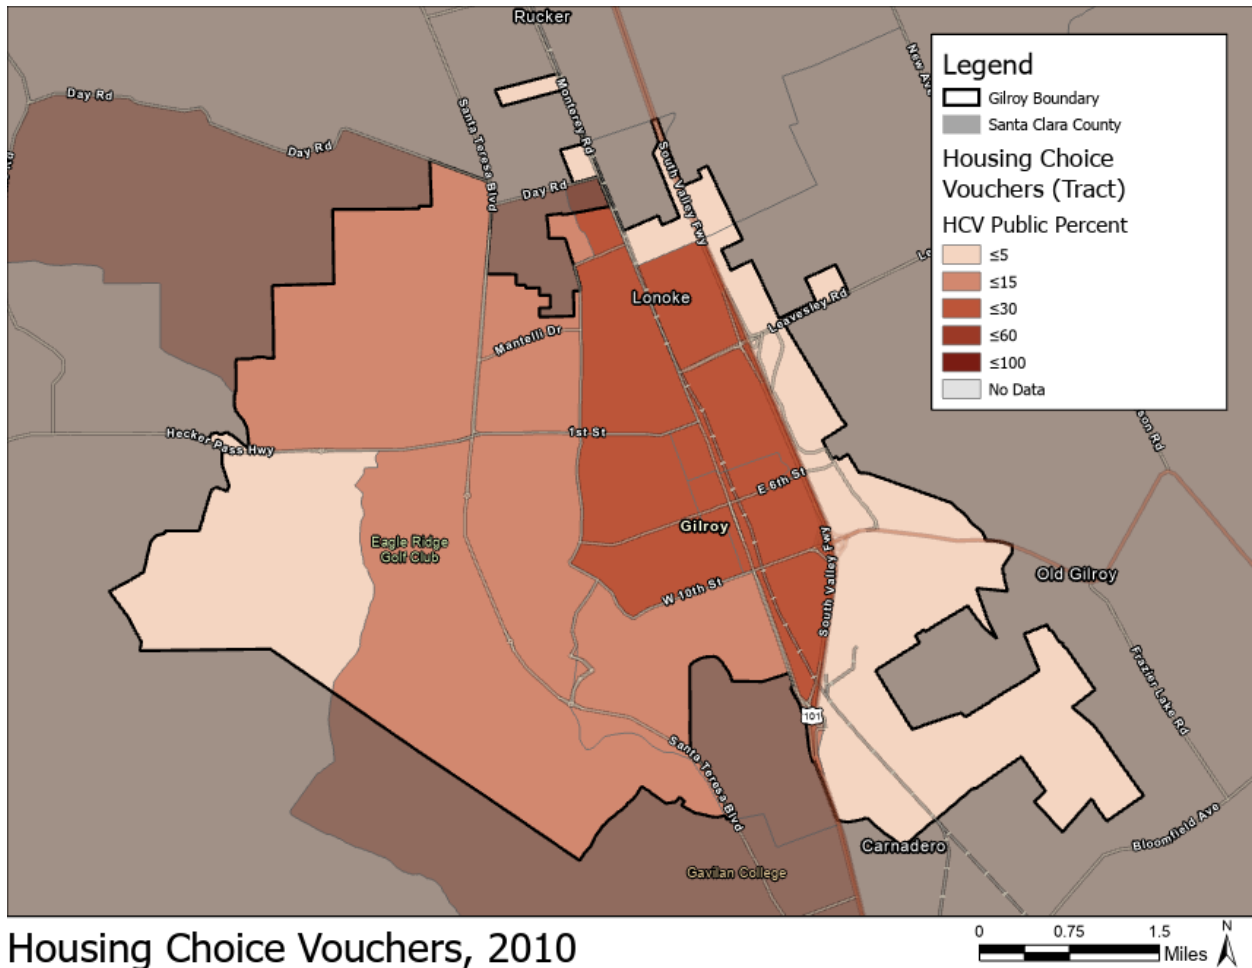 Rucker
Day Rd
Santa Teresa Blvd
Monterey Rd
New Ave
Day Rd
Day Rd
South Valley Fwy
Legend
Gilroy Boundary
Santa Clara County
Housing Choice
Vouchers (Tract)
HCV Public Percent
≤5
≤15
≤30
≤60
≤100
No Data
Lonoke
Leavesley Rd
Mantelli Dr
Hecker Pass Hwy
1st St
E 6th St
Gilroy
Eagle Ridge
Golf Club
W 10th St
South Valley Fwy
Old Gilroy
Frazier Lake Rd
101
Santa Teresa Blvd
Carnadero
Bloomfield Ave
Gavilan College
Housing Choice Vouchers, 2010
0 0.75 1.5
Miles
N